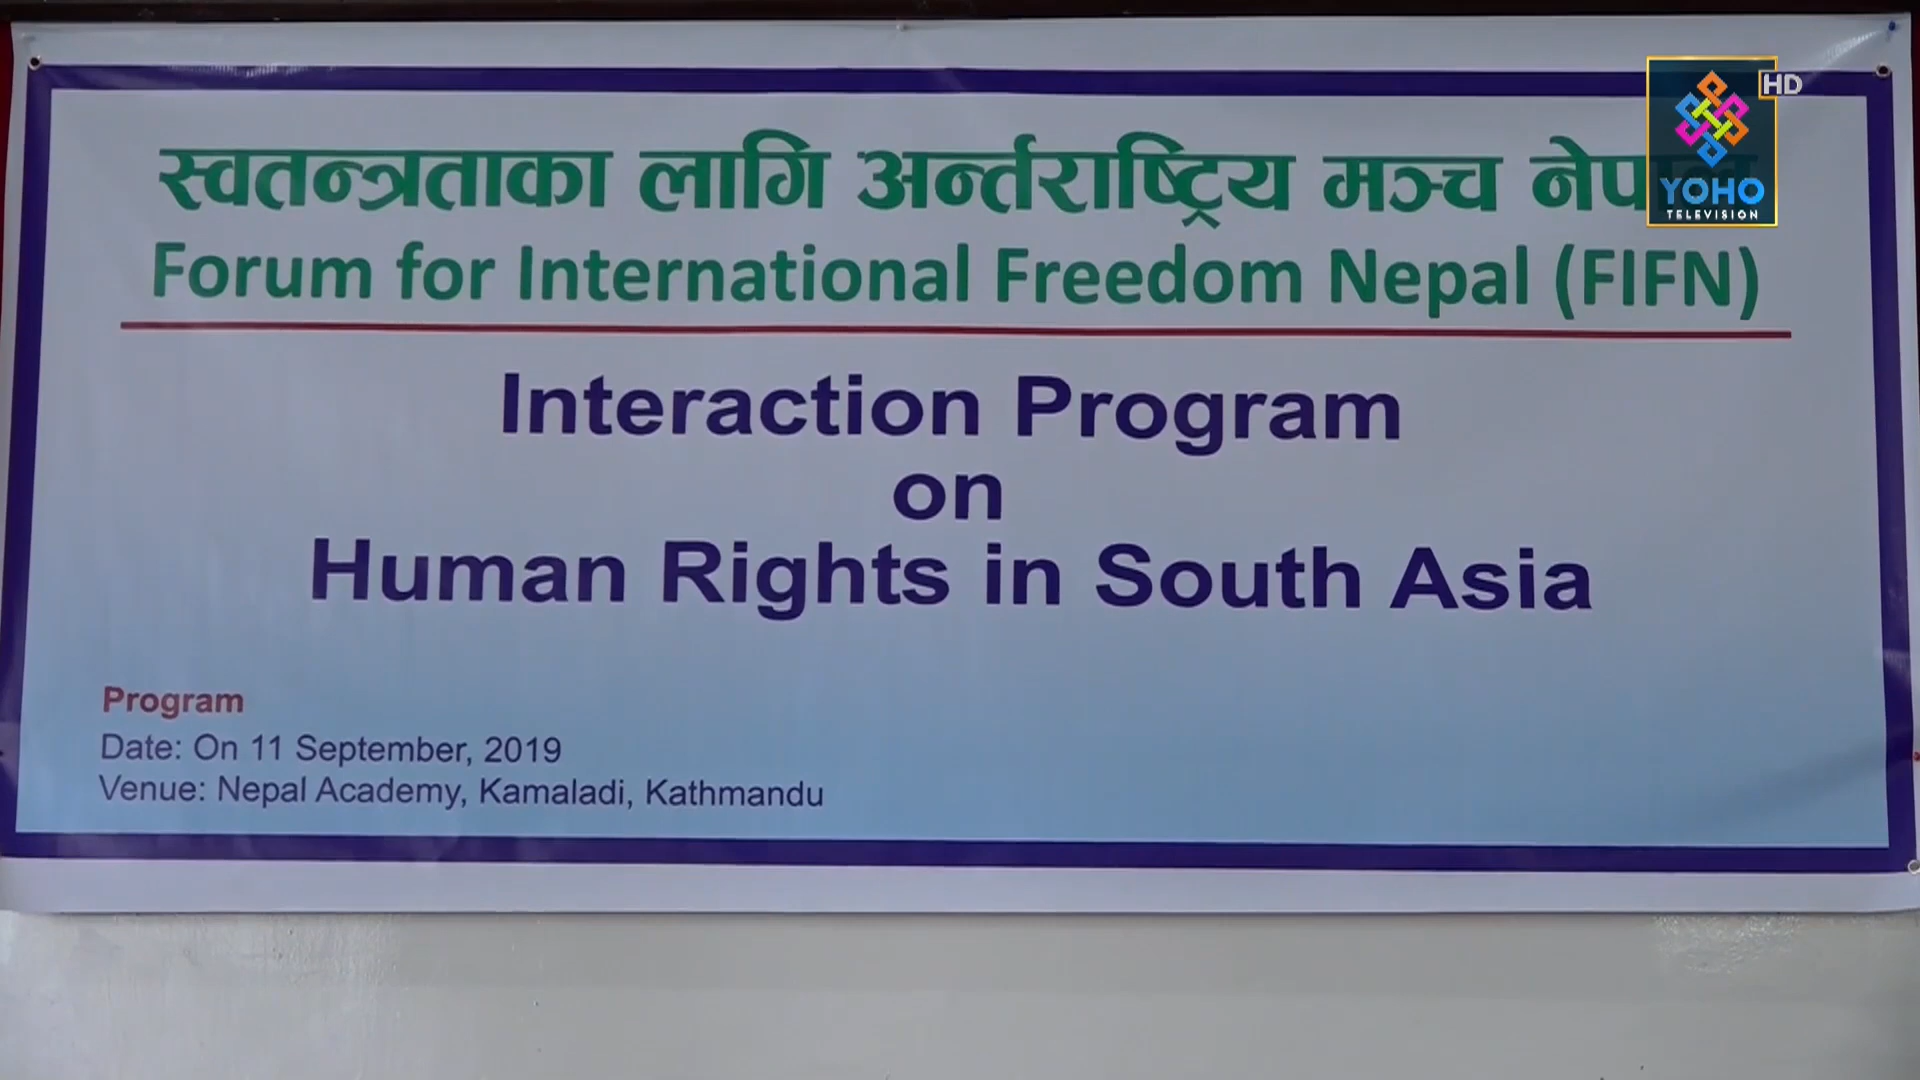 स्वतन्त्रताका लागि अर्न्तराष्ट्रिय मञ्च
HD
YOHO
TELEVISION
Forum for International Freedom Nepal (FIFN)
Interaction Program
on
Human Rights in South Asia
Program
Date: On 11 September, 2019
Venue: Nepal Academy, Kamaladi, Kathmandu